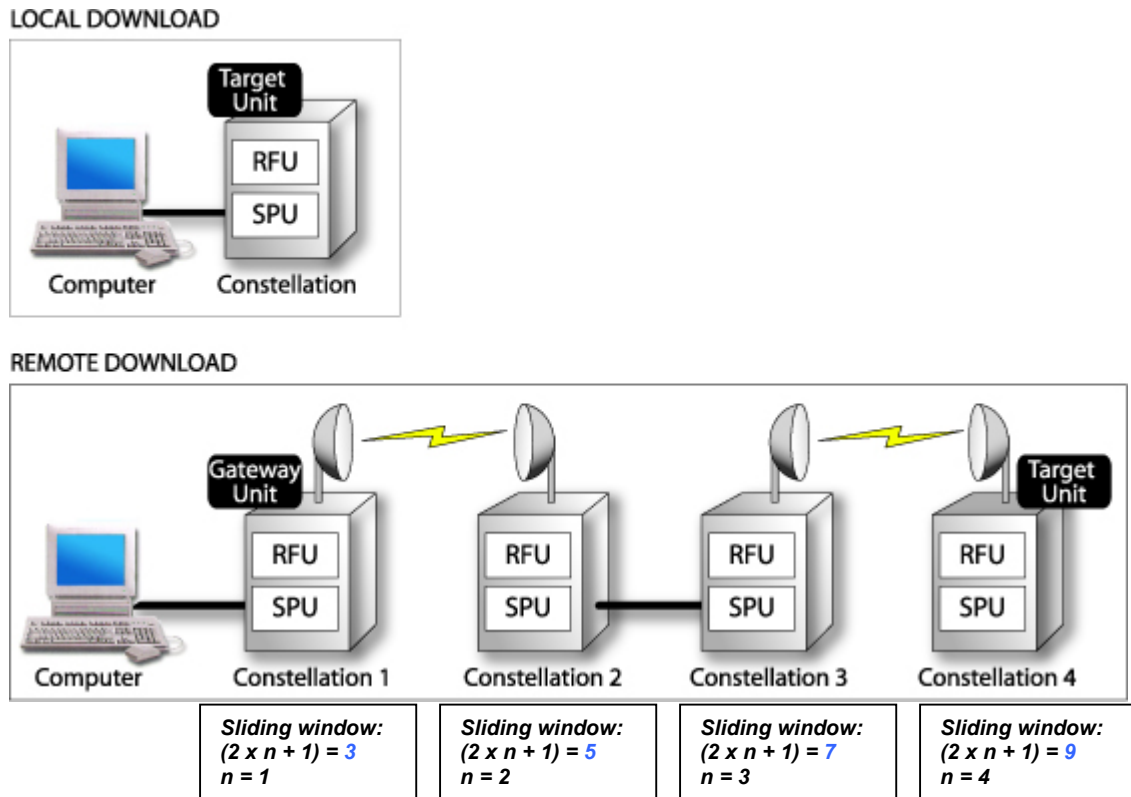 LOCAL DOWNLOAD
Target
Unit
RFU
SPU
Computer
Constellation
REMOTE DOWNLOAD
Gateway
Unit
Target
Unit
RFU
RFU
RFU
RFU
SPU
SPU
SPU
SPU
Computer
Constellation 1
Constellation 2
Constellation 3
Constellation 4
Sliding window:
(2 x n + 1) = 3
n = 1
Sliding window:
(2 x n + 1) = 5
n = 2
Sliding window:
(2 x n + 1) = 7
n = 3
Sliding window:
(2 x n + 1) = 9
n = 4